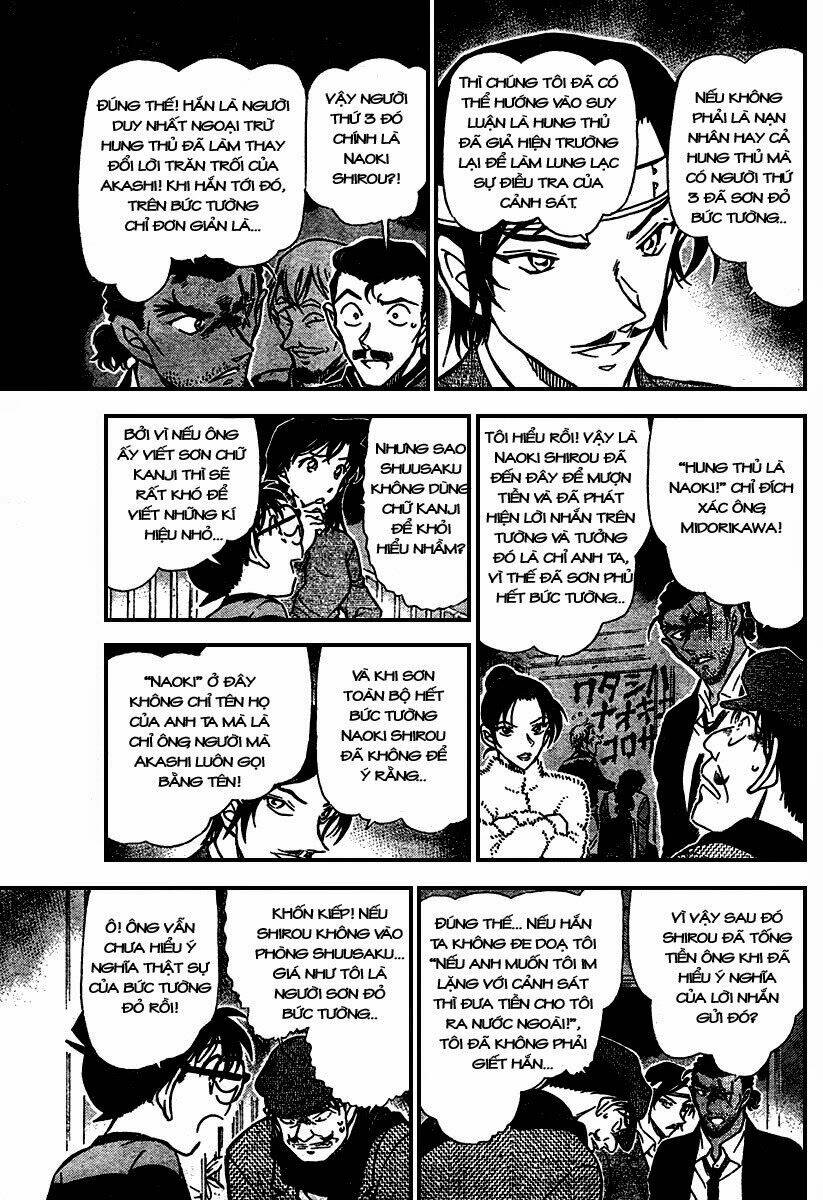 NẾU KHÔNG
PHẢI LÀ NẠN
NHÂN HAY CẢ
HUNG THỦ MÀ
CÓ NGƯỜI THỨ
3 ĐÃ SƠN ĐỎ
BỨC TƯỜNG..
THÌ CHÚNG TÔI ĐÃ CÓ
THỂ HƯỚNG VÀO SUY
LUẬN LÀ HUNG THỦ
ĐÃ GIẢ HIỆN TRƯỜNG
LẠI ĐỂ LÀM LUNG LẠC
SỰ ĐIỀU TRA CỦA
CẢNH SÁT.
VẬY NGƯỜI
THỨ 3 ĐÓ
CHÍNH LÀ
NAOKI
SHIROU?!
ĐÚNG THẾ! HẮN LÀ NGƯỜI
DUY NHẤT NGOẠI TRỪ
HUNG THỦ ĐÃ LÀM THAY
ĐỔI LỜI TRĂN TRỐI CỦA
AKASHI! KHI HẮN TỚI ĐÓ,
TRÊN BỨC TƯỜNG
CHỈ ĐƠN GIẢN LÀ...
"HUNG THỦ LÀ
NAOKI!" CHỈ ĐÍCH
XÁC ÔNG,
MIDORIKAWA!
TÔI HIỂU RỒI! VẬY LÀ
NAOKI SHIROU ĐÃ
ĐẾN ĐÂY ĐỂ MƯỢN
TIỀN VÀ ĐÃ PHÁT
HIỆN LỜI NHẮN TRÊN
TƯỜNG VÀ TƯỞNG
ĐÓ LÀ CHỈ ANH TA,
VÌ THẾ ĐÃ SƠN PHỦ
HẾT BỨC TƯỜNG..
ワタシハ
ナオキニ
コロサ
NHƯNG SAO
SHUUSAKU
KHÔNG DÙNG
CHỮ KANJI
ĐỂ KHỎI
HIỂU NHẦM?
BỞI VÌ NẾU ÔNG
ẤY VIẾT SƠN CHỮ
KANJI THÌ SẼ
RẤT KHÓ ĐỂ
VIẾT NHỮNG KÍ
HIỆU NHỎ...
VÀ KHI SƠN
TOÀN BỘ HẾT
BỨC TƯỜNG
NAOKI SHIROU
ĐÃ KHÔNG ĐỂ
Ý RẰNG..
"NAOKI" Ở ĐÂY
KHÔNG CHỈ TÊN HỌ
CỦA ANH TA MÀ LÀ
CHỈ ÔNG, NGƯỜI MÀ
AKASHI LUÔN GỌI
BẰNG TÊN!
VÌ VẬY SAU ĐÓ
SHIROU ĐÃ TỐNG
TIỀN ÔNG KHI ĐÃ
HIỂU Ý NGHĨA
CỦA LỜI NHẮN
GỬI ĐÓ?
ĐÚNG THẾ... NẾU HẮN
TA KHÔNG ĐE DOẠ TÔI
"NẾU ANH MUỐN TÔI IM
LẶNG VỚI CẢNH SÁT
THÌ ĐƯA TIỀN CHO TÔI
RA NƯỚC NGOÀI!",
TÔI ĐÃ KHÔNG PHẢI
GIẾT HẮN...
KHỐN KIẾP! NẾU
SHIROU KHÔNG VÀO
PHÒNG SHUUSAKU...
GIÁ NHƯ TÔI LÀ
NGƯỜI SƠN ĐỎ
BỨC TƯỜNG..
Ô! ÔNG VẪN
CHƯA HIỂU Ý
NGHĨA THẬT SỰ
CỦA BỨC TƯỜNG
ĐỎ RỒI!